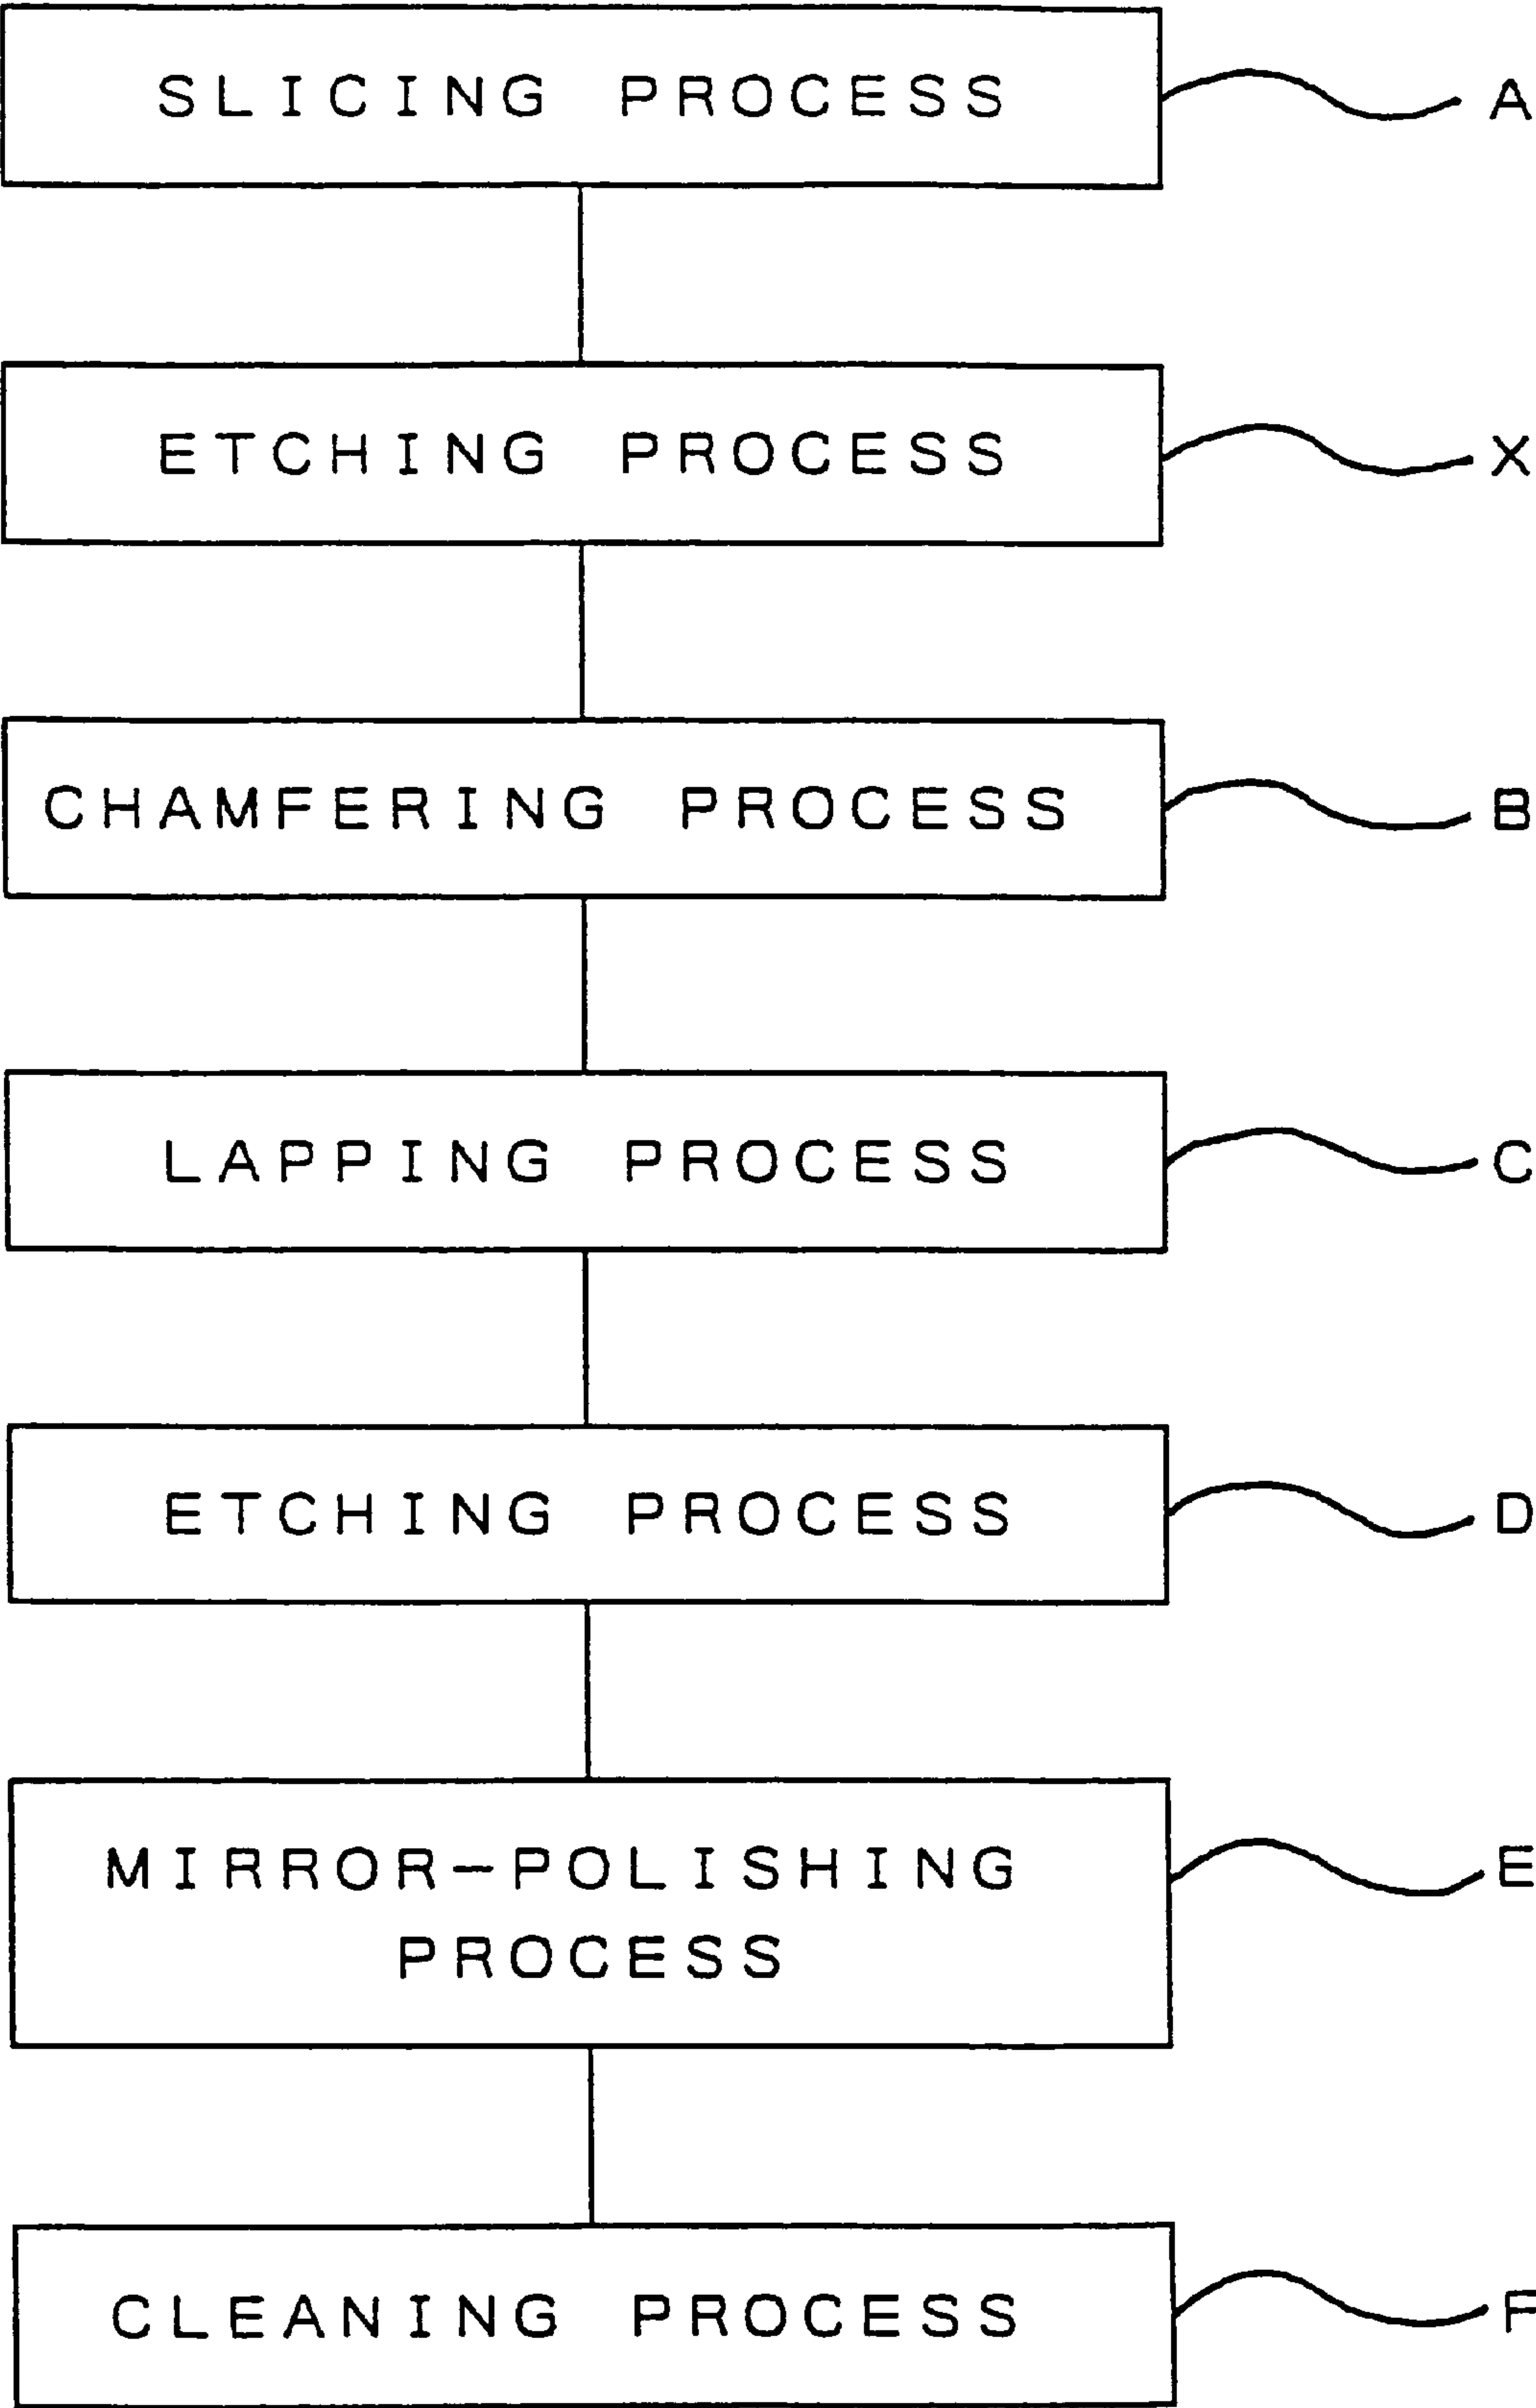 SLICING PROCESS A
ETCHING PROCESS X
CHAMFERING PROCESS B
LAPPING PROCESS C
ETCHING PROCESS D
MIRROR-POLISHING E
PROCESS
CLEANING PROCESS F